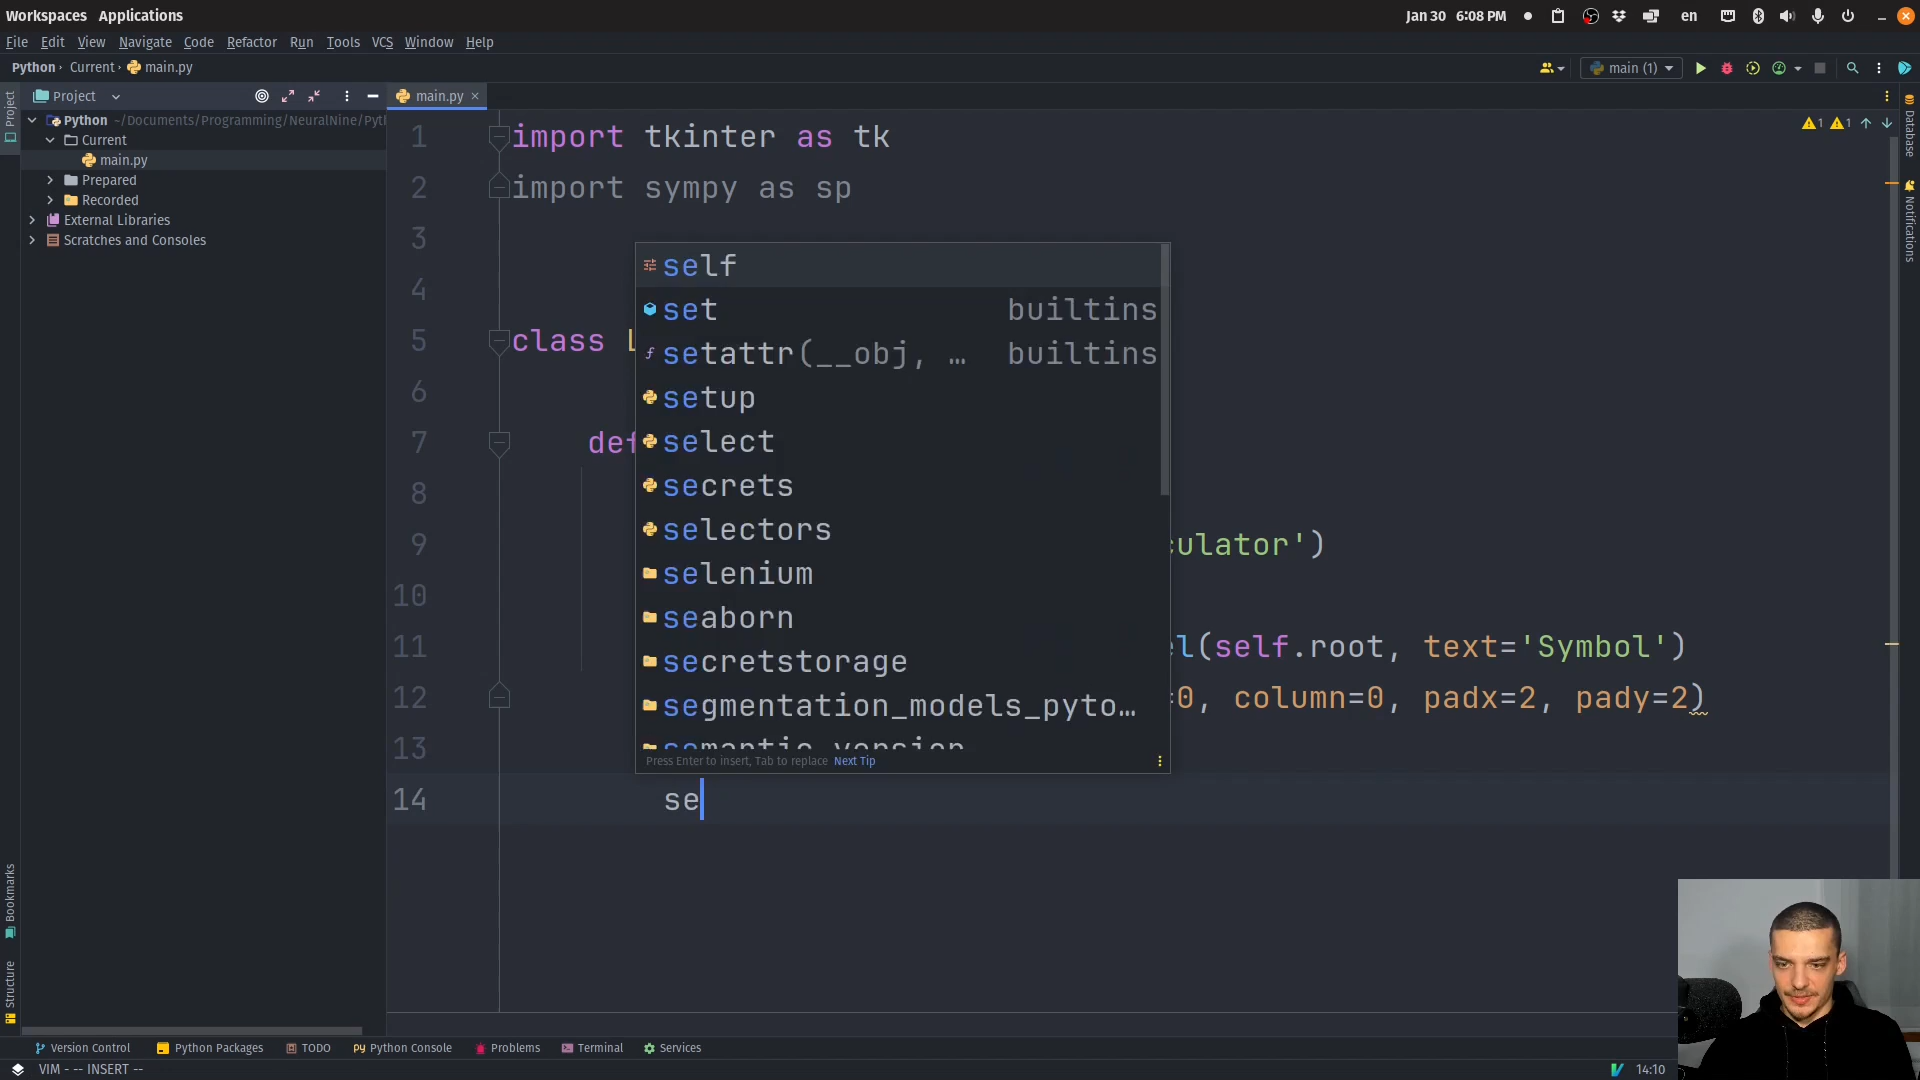 Workspaces Applications
Jan 30 6:08 PM en
File Edit View Navigate Code Refactor Run Tools VCS Window Help
Python Current main.py
main (1)
Project
main.py
Python ~/Documents/Programming/NeuralNine/Pyt
Current
main.py
Prepared
Recorded
External Libraries
Scratches and Consoles
Project
Bookmarks
Structure
Database
Notifications
1 1
1 import tkinter as tk
2 import sympy as sp
3
4
5 class L
6
7 def
8
9 culator')
10
11 el(self.root, text='Symbol')
12 =0, column=0, padx=2, pady=2)
13
14 se
self
set builtins
setattr(__obj, … builtins
setup
select
secrets
selectors
selenium
seaborn
secretstorage
segmentation_models_pyto…
semantic_version
Press Enter to insert, Tab to replace Next Tip
Version Control Python Packages TODO Python Console Problems Terminal Services
VIM - -- INSERT --
14:10